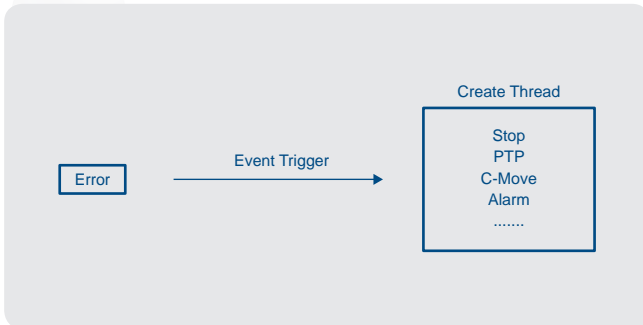 Create Thread
Error
Event Trigger
Stop
PTP
C-Move
Alarm
.......